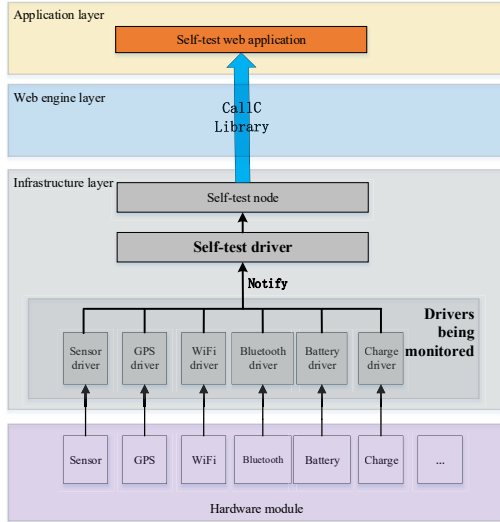 Application layer
Self-test web application
Web engine layer
CallC
Library
Infrastructure layer
Self-test node
Self-test driver
Notify
Drivers
being
monitored
Sensor
driver
GPS
driver
WiFi
driver
Bluetooth
driver
Battery
driver
Charge
driver
Sensor
GPS
WiFi
Bluetooth
Battery
Charge
...
Hardware module